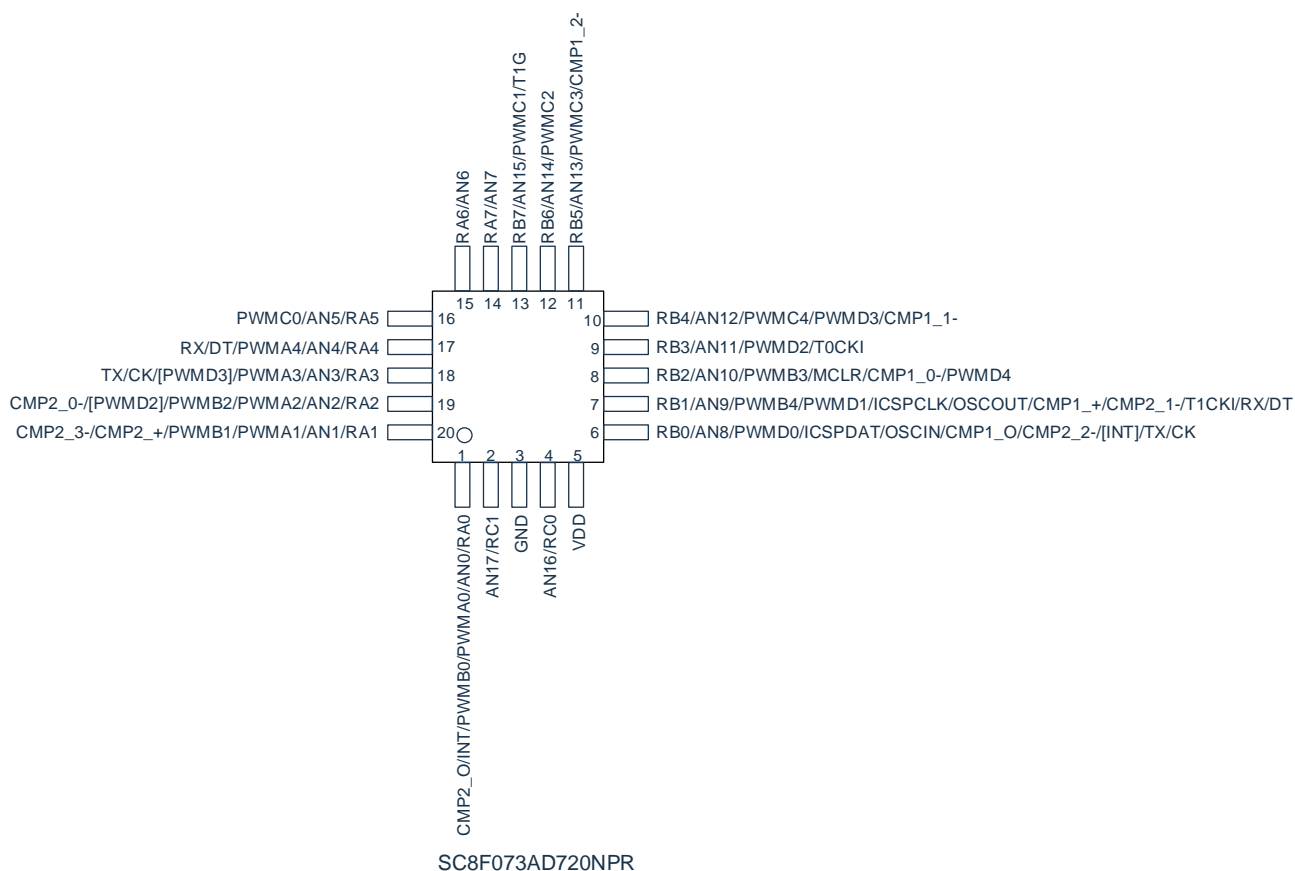 RB5/AN13/PWMC3/CMP1_2-
RB7/AN15/PWMC1/T1G
RB6/AN14/PWMC2
RA6/AN6
RA7/AN7
15 14 13 12 11
PWMC0/AN5/RA5 16 10 RB4/AN12/PWMC4/PWMD3/CMP1_1-
RX/DT/PWMA4/AN4/RA4 17 9 RB3/AN11/PWMD2/T0CKI
TX/CK/[PWMD3]/PWMA3/AN3/RA3 18 8 RB2/AN10/PWMB3/MCLR/CMP1_0-/PWMD4
CMP2_0-/[PWMD2]/PWMB2/PWMA2/AN2/RA2 19 7 RB1/AN9/PWMB4/PWMD1/ICSPCLK/OSCOUT/CMP1_+/CMP2_1-/T1CKI/RX/DT
CMP2_3-/CMP2_+/PWMB1/PWMA1/AN1/RA1 20 6 RB0/AN8/PWMD0/ICSPDAT/OSCIN/CMP1_O/CMP2_2-/[INT]/TX/CK
1 2 3 4 5
CMP2_O/INT/PWMB0/PWMA0/AN0/RA0
AN17/RC1
GND
AN16/RC0
VDD
SC8F073AD720NPR